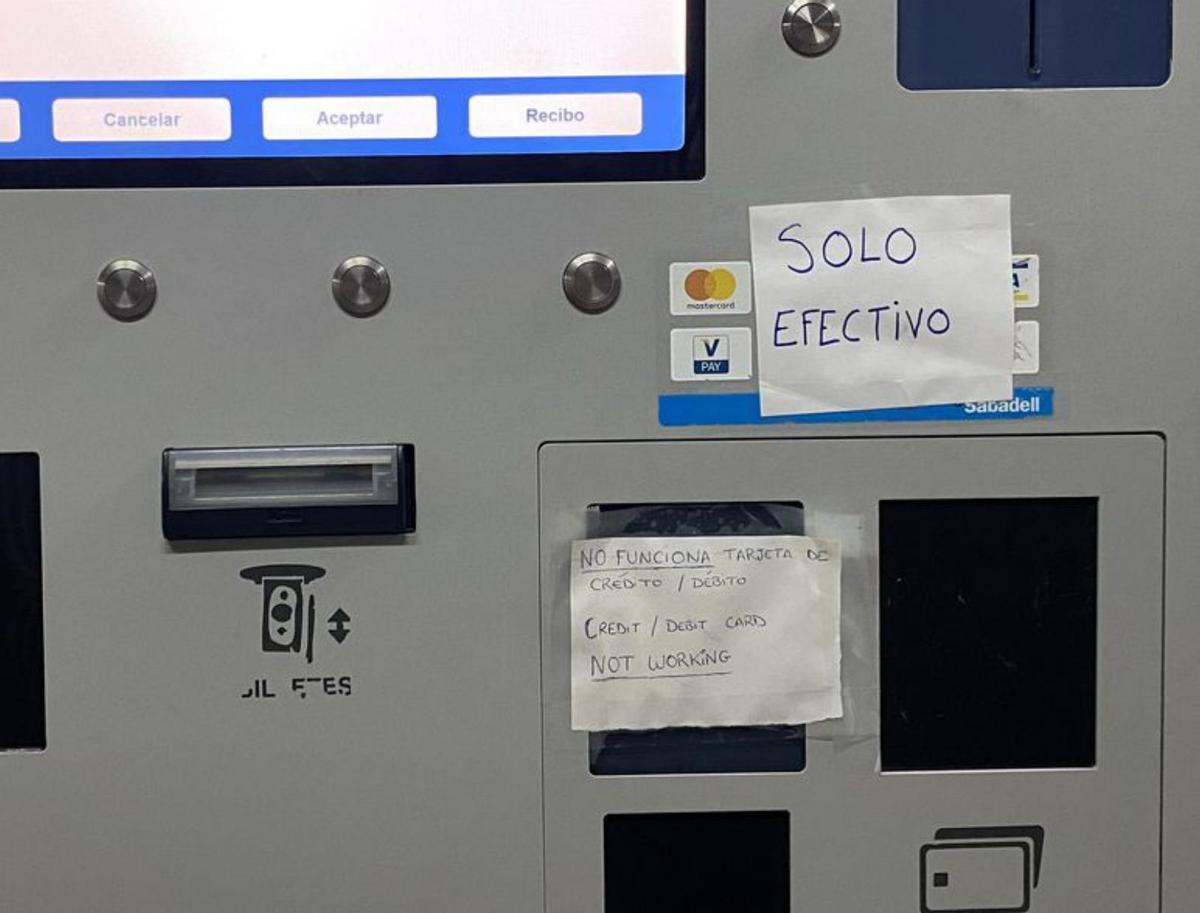 Cancelar
Aceptar
Recibo
SOLO
EFECTIVO
mastercard
V
PAY
Sabadell
NO FUNCIONA TARJETA DE
CRÉDITO / DÉBITO
CREDIT / DEBIT CARD
NOT WORKING